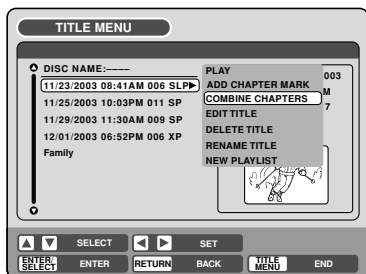 TITLE MENU
DISC NAME:----
11/23/2003 08:41AM 006 SLP
11/25/2003 10:03PM 011 SP
11/29/2003 11:30AM 009 SP
12/01/2003 06:52PM 006 XP
Family
PLAY
ADD CHAPTER MARK
COMBINE CHAPTERS
EDIT TITLE
DELETE TITLE
RENAME TITLE
NEW PLAYLIST
003
M
7
SELECT SET
ENTER/SELECT ENTER RETURN BACK TITLE MENU END